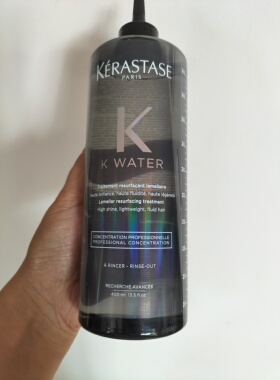 KÉRASTASE
PARIS
K
K WATER
Traitement resurfaçant lamellaire
Haute brillance, haute fluidité, haute légèreté
Lamellar resurfacing treatment
High shine, lightweight, fluid hair
CONCENTRATION PROFESSIONNELLE
PROFESSIONAL CONCENTRATION
À RINCER - RINSE-OUT
RECHERCHE AVANCÉE
400 ml